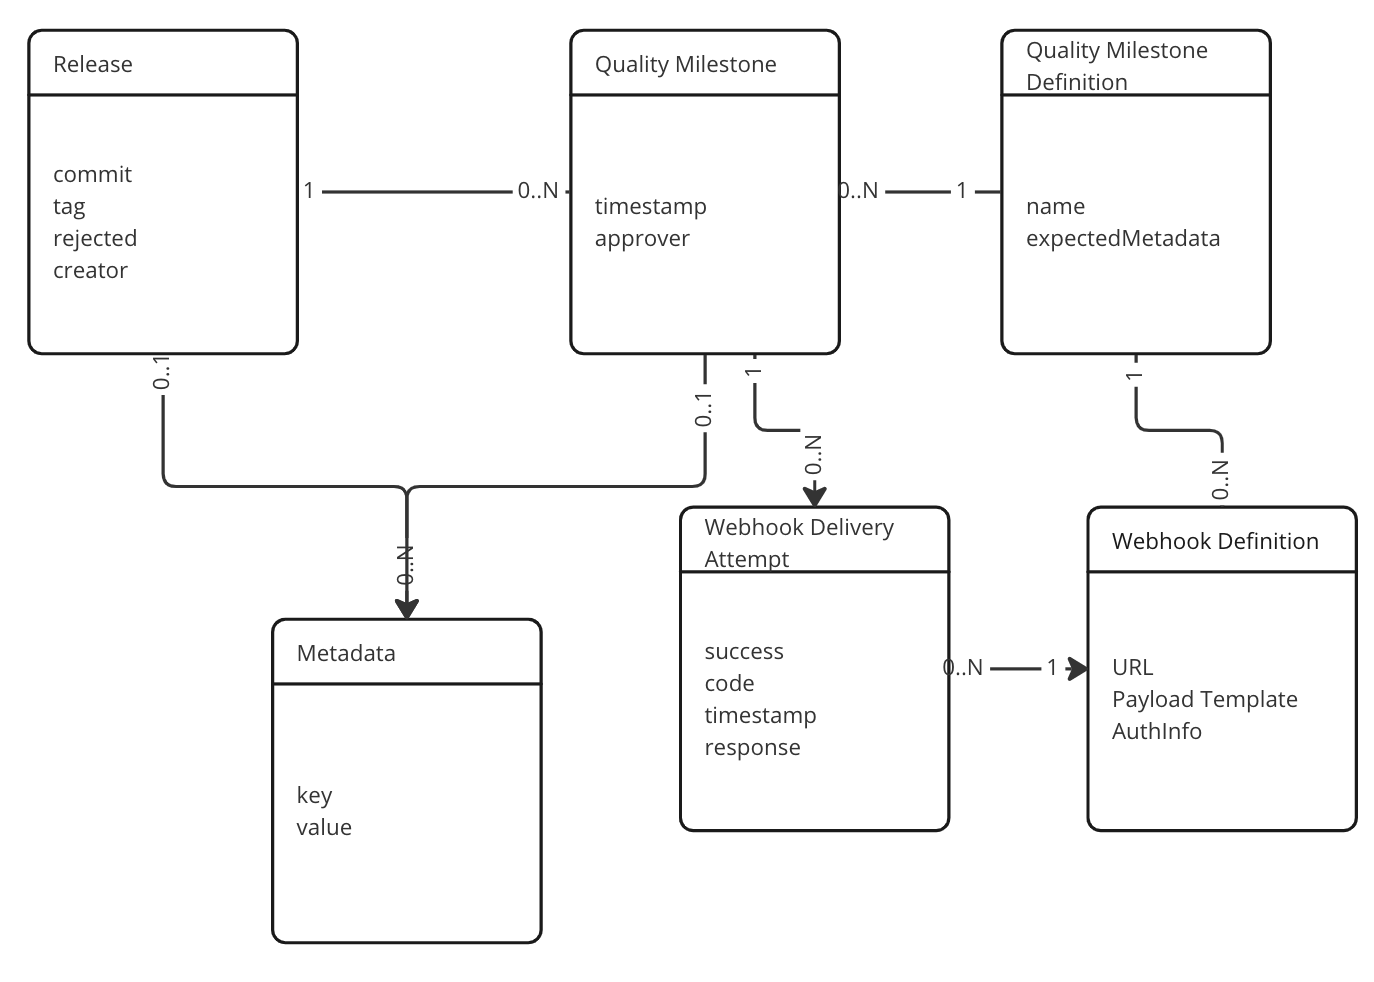 Release
commit
tag
rejected
creator
1
0..N
Quality Milestone
timestamp
approver
0..N
1
Quality Milestone
Definition
name
expectedMetadata
0..1
0..1
1
0..N
1
0..N
0..N
Metadata
key
value
Webhook Delivery
Attempt
success
code
timestamp
response
0..N
1
Webhook Definition
URL
Payload Template
AuthInfo